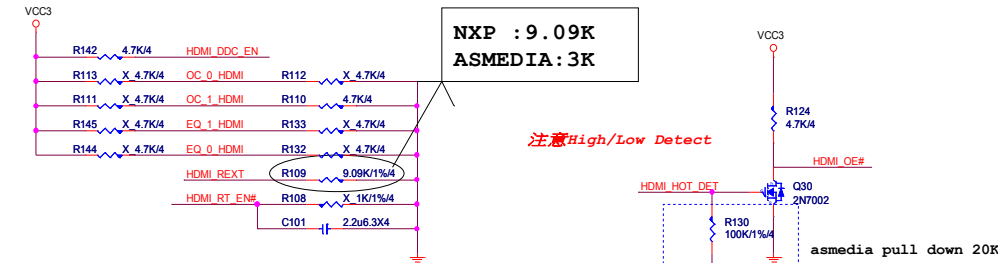 VCC3
NXP :9.09K
ASMEDIA:3K
R142 4.7K/4 HDMI_DDC_EN
R113 X_4.7K/4 OC_0_HDMI R112 X_4.7K/4
R111 X_4.7K/4 OC_1_HDMI R110 4.7K/4
R145 X_4.7K/4 EQ_1_HDMI R133 X_4.7K/4
R144 X_4.7K/4 EQ_0_HDMI R132 X_4.7K/4
HDMI_REXT R109 9.09K/1%/4
HDMI_RT_EN# R108 X_1K/1%/4
C101 2.2u6.3X4
注意High/Low Detect
VCC3
R124
4.7K/4
HDMI_OE#
HDMI_HOT_DET
Q30
2N7002
R130
100K/1%/4
asmedia pull down 20K